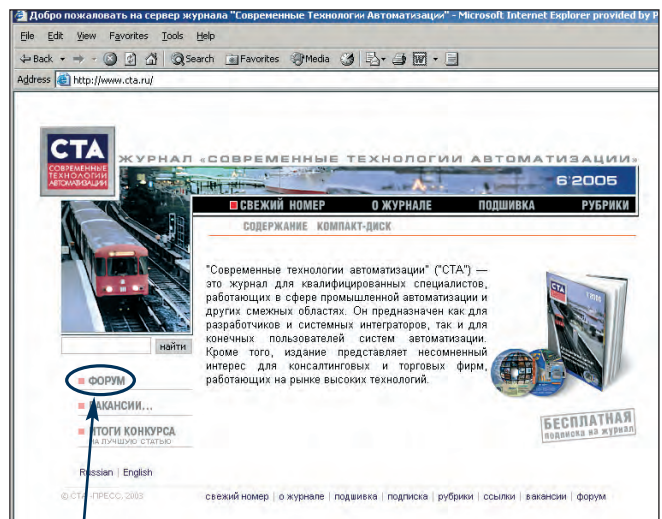 Добро пожаловать на сервер журнала "Современные Технологии Автоматизации" - Microsoft Internet Explorer provided by P
File Edit View Favorites Tools Help
Back Search Favorites Media
Address http://www.cta.ru/
СТА
СОВРЕМЕННЫЕ
ТЕХНОЛОГИИ
АВТОМАТИЗАЦИИ
ЖУРНАЛ «СОВРЕМЕННЫЕ ТЕХНОЛОГИИ АВТОМАТИЗАЦИИ»
6'2005
СВЕЖИЙ НОМЕР О ЖУРНАЛЕ ПОДШИВКА РУБРИКИ
СОДЕРЖАНИЕ КОМПАКТ-ДИСК
"Современные технологии автоматизации" ("СТА") —
это журнал для квалифицированных специалистов,
работающих в сфере промышленной автоматизации и
других смежных областях. Он предназначен как для
разработчиков и системных интеграторов, так и для
конечных пользователей систем автоматизации.
Кроме того, издание представляет несомненный
интерес для консалтинговых и торговых фирм,
работающих на рынке высоких технологий.
найти
ФОРУМ
ВАКАНСИИ...
ИТОГИ КОНКУРСА
НА ЛУЧШУЮ СТАТЬЮ
СТА
БЕСПЛАТНАЯ
подписка на журнал
Russian | English
© СТА-ПРЕСС, 2005
свежий номер | о журнале | подшивка | подписка | рубрики | ссылки | вакансии | форум